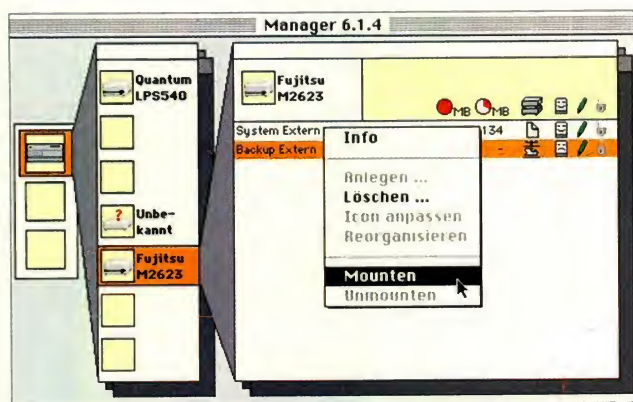 Manager 6.1.4
Quantum
LPS540
?
Unbe-
kannt
Fujitsu
M2623
Fujitsu
M2623
MB MB
System Extern 134
Backup Extern -
Info
Anlegen ...
Löschen ...
Icon anpassen
Reorganisieren
Mounten
Unmounten